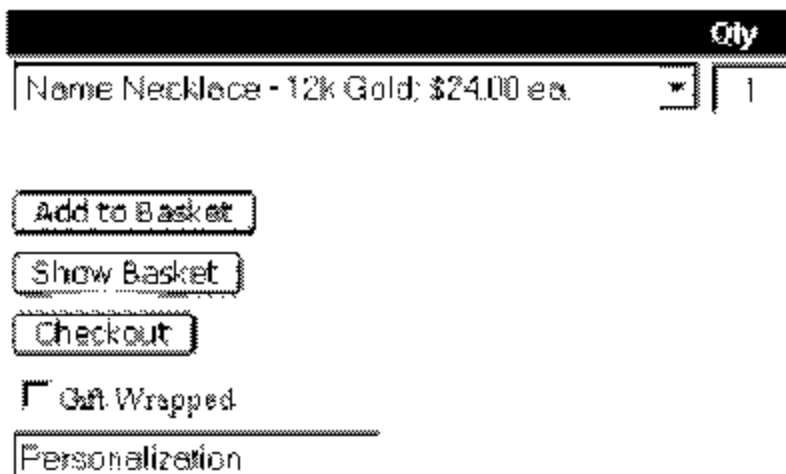 Qty
Name Necklace - 12k Gold; $24.00 ea. 1
Add to Basket
Show Basket
Checkout
Gift Wrapped
Personalization